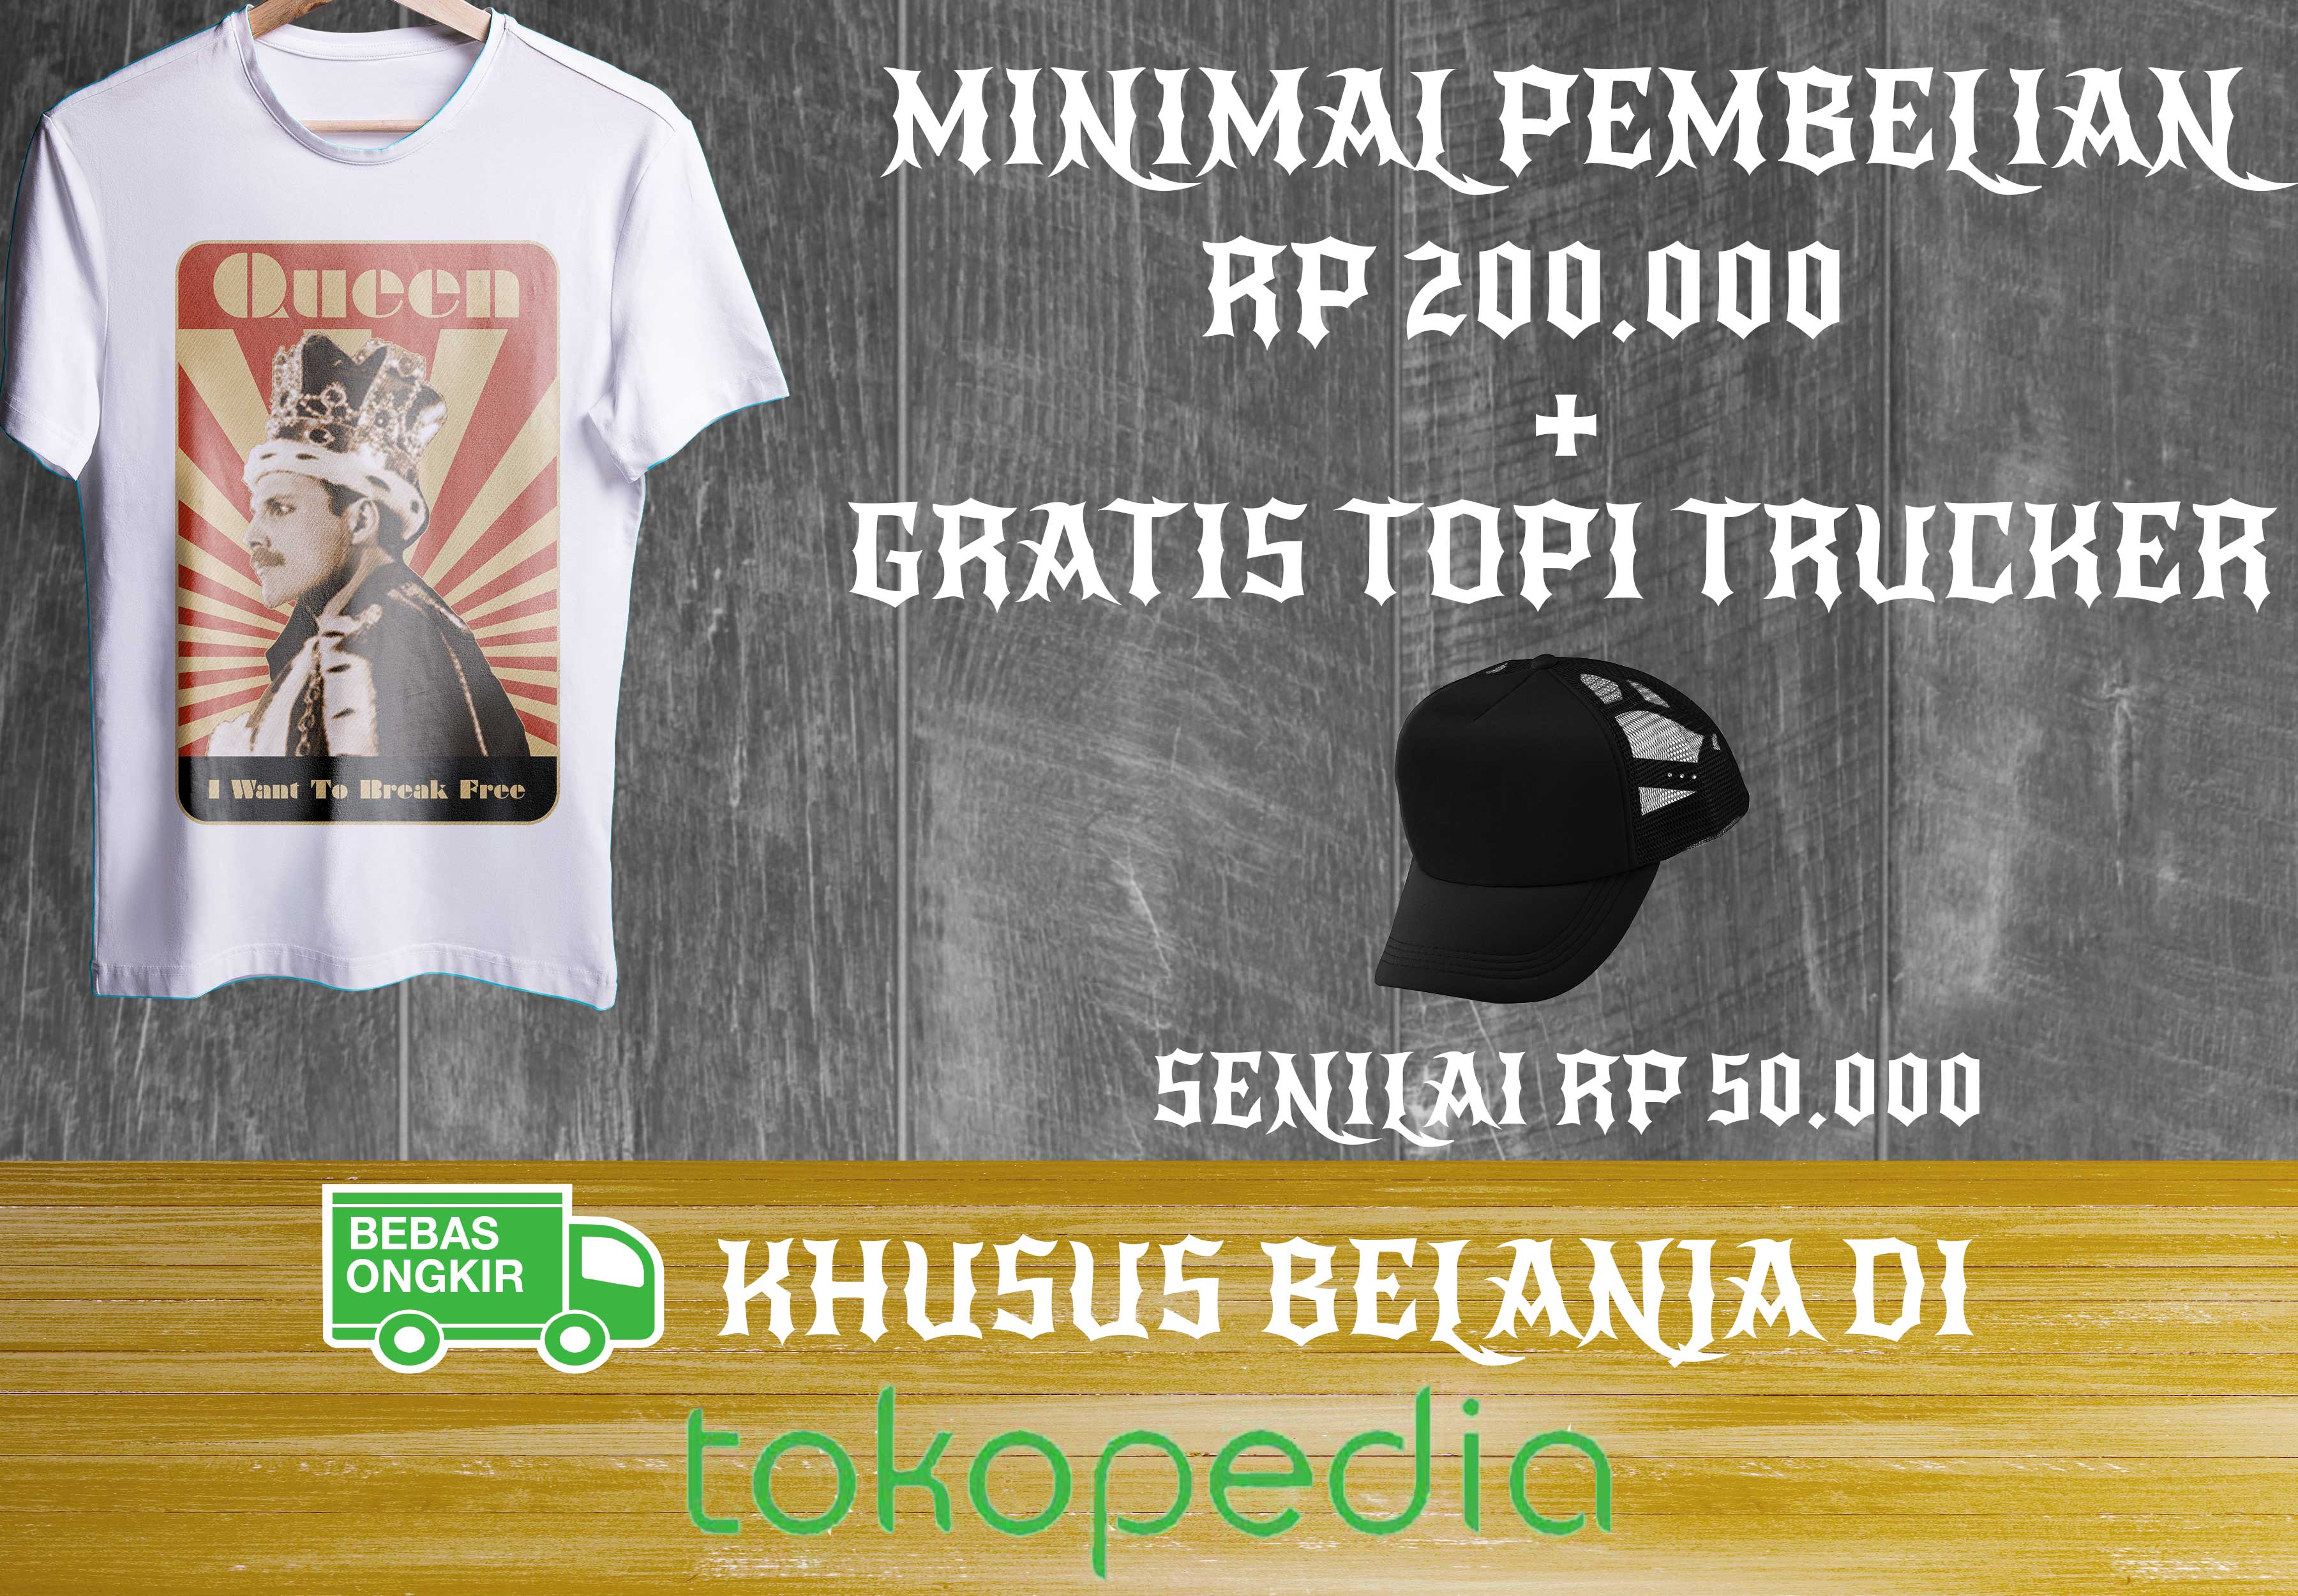 Queen
I Want To Break Free
MINIMAL PEMBELIAN
RP 200.000
+
GRATIS TOPI TRUCKER
SENILAI RP 50.000
BEBAS
ONGKIR
KHUSUS BELANJA DI
tokopedia